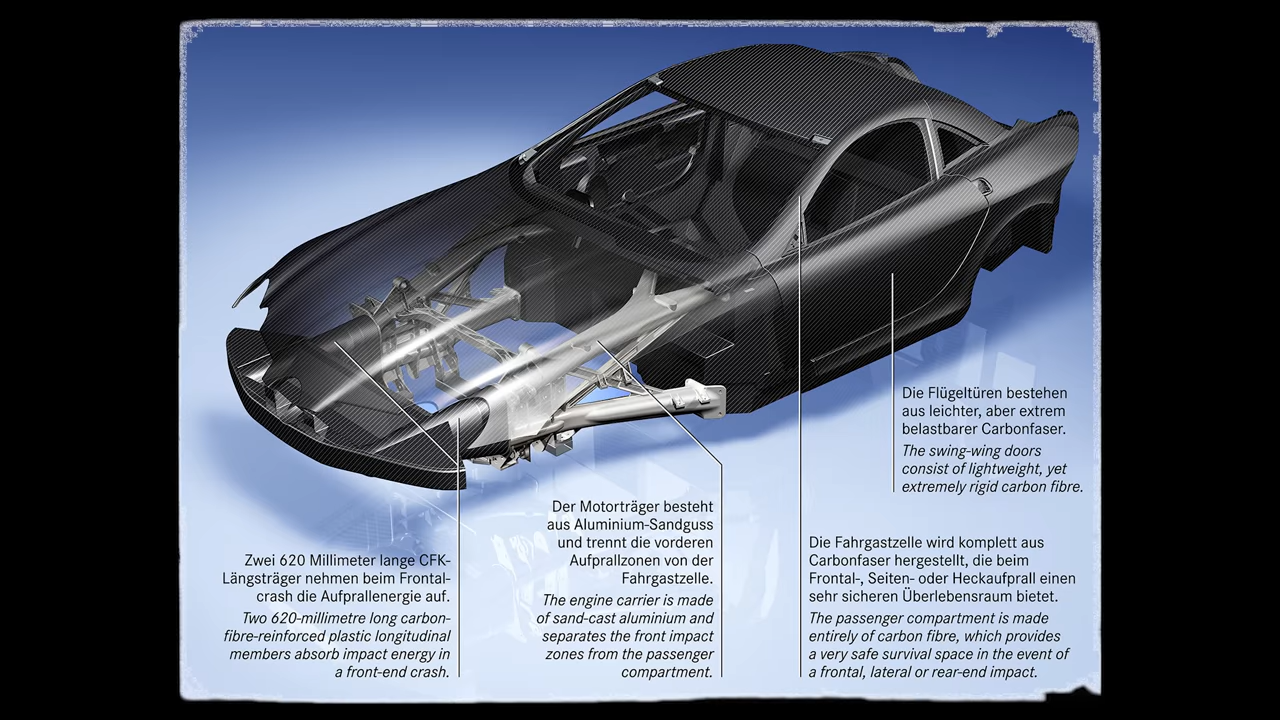 Die Flügeltüren bestehen
aus leichter, aber extrem
belastbarer Carbonfaser.
The swing-wing doors
consist of lightweight, yet
extremely rigid carbon fibre.
Der Motorträger besteht
aus Aluminium-Sandguss
und trennt die vorderen
Aufprallzonen von der
Fahrgastzelle.
The engine carrier is made
of sand-cast aluminium and
separates the front impact
zones from the passenger
compartment.
Zwei 620 Millimeter lange CFK-
Längsträger nehmen beim Frontal-
crash die Aufprallenergie auf.
Two 620-millimetre long carbon-
fibre-reinforced plastic longitudinal
members absorb impact energy in
a front-end crash.
Die Fahrgastzelle wird komplett aus
Carbonfaser hergestellt, die beim
Frontal-, Seiten- oder Heckaufprall einen
sehr sicheren Überlebensraum bietet.
The passenger compartment is made
entirely of carbon fibre, which provides
a very safe survival space in the event of
a frontal, lateral or rear-end impact.